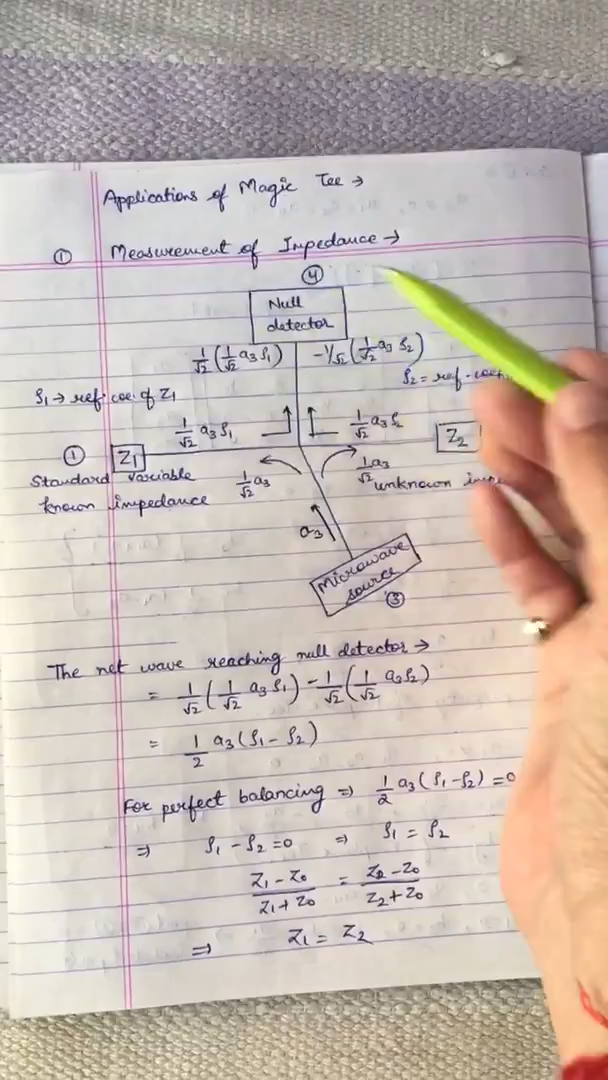 Applications of Magic Tee →
① Measurement of Impedance →
④
Null
detector
1/√2 (1/√2 a3 ρ1)
-1/√2 (1/√2 a3 ρ2)
ρ2 = ref. coe
ρ1 → ref. coe. of Z1
1/√2 a3 ρ1
1/√2 a3 ρ2
① Z1
Z2
Standard variable
known impedance
1/√2 a3
1/√2 a3
unknown imp
a3
Microwave
source
③
The net wave reaching null detector →
= 1/√2 (1/√2 a3 ρ1) - 1/√2 (1/√2 a3 ρ2)
= 1/2 a3 (ρ1 - ρ2)
For perfect balancing ⇒ 1/2 a3 (ρ1 - ρ2) = 0
⇒ ρ1 - ρ2 = 0 ⇒ ρ1 = ρ2
Z1 - Z0 / Z1 + Z0 = Z2 - Z0 / Z2 + Z0
⇒ Z1 = Z2